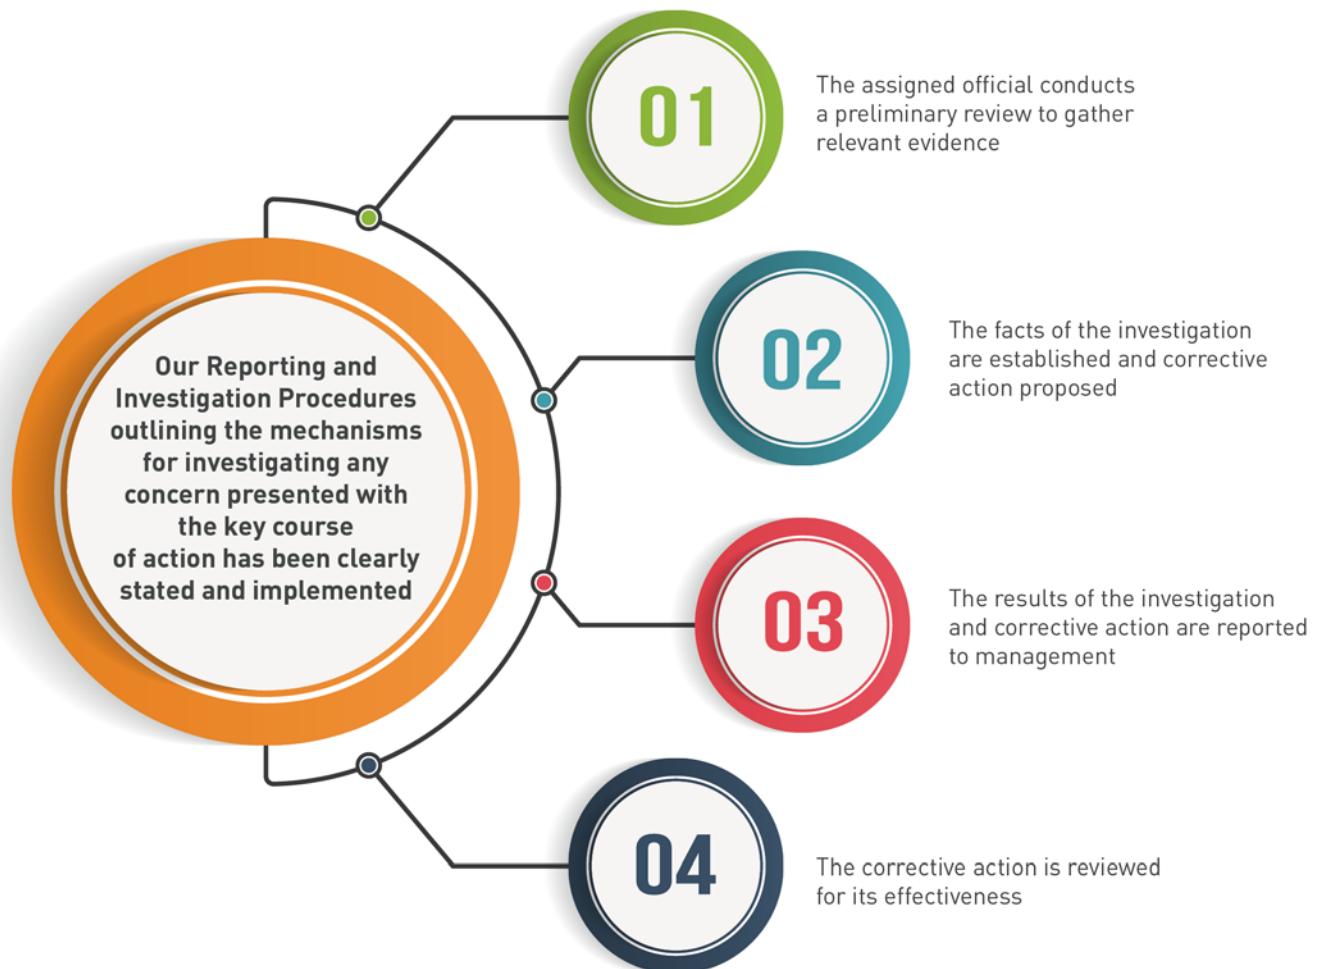 Our Reporting and
Investigation Procedures
outlining the mechanisms
for investigating any
concern presented with
the key course
of action has been clearly
stated and implemented
01
The assigned official conducts
a preliminary review to gather
relevant evidence
02
The facts of the investigation
are established and corrective
action proposed
03
The results of the investigation
and corrective action are reported
to management
04
The corrective action is reviewed
for its effectiveness